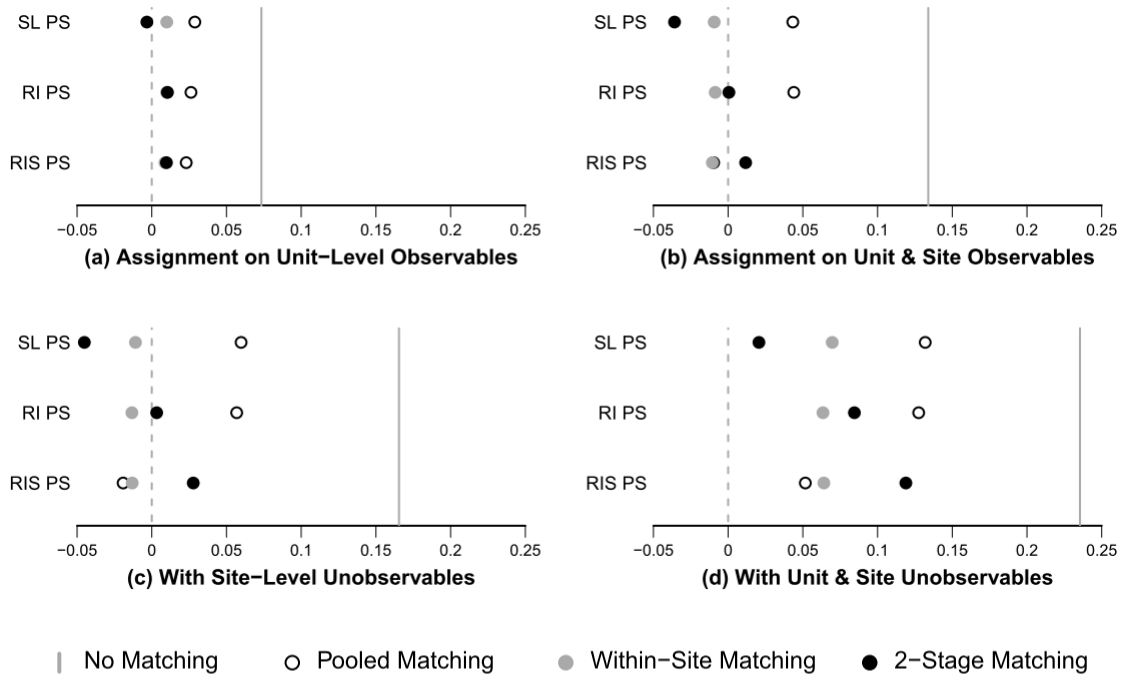 SL PS
RI PS
RIS PS
−0.05 0 0.05 0.1 0.15 0.2 0.25
(a) Assignment on Unit−Level Observables
SL PS
RI PS
RIS PS
−0.05 0 0.05 0.1 0.15 0.2 0.25
(b) Assignment on Unit & Site Observables
SL PS
RI PS
RIS PS
−0.05 0 0.05 0.1 0.15 0.2 0.25
(c) With Site−Level Unobservables
SL PS
RI PS
RIS PS
−0.05 0 0.05 0.1 0.15 0.2 0.25
(d) With Unit & Site Unobservables
No Matching Pooled Matching Within−Site Matching 2−Stage Matching